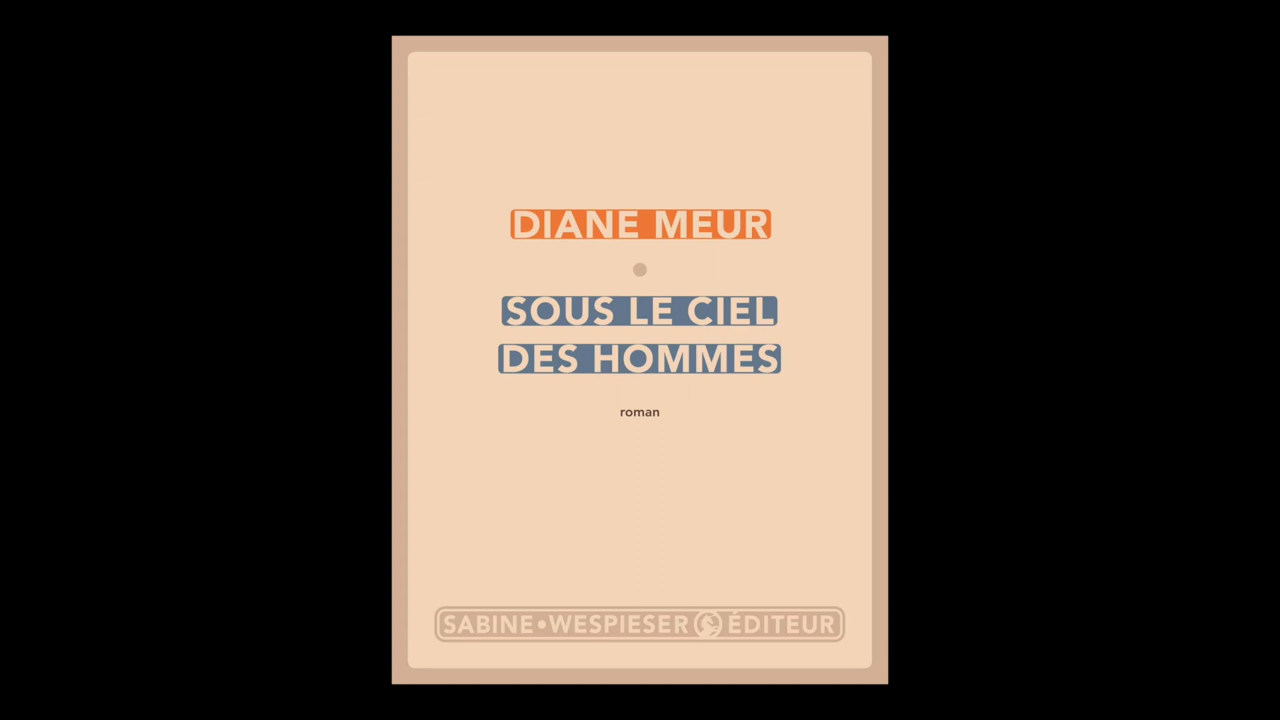 DIANE MEUR
SOUS LE CIEL
DES HOMMES
roman
SABINE•WESPIESER ÉDITEUR